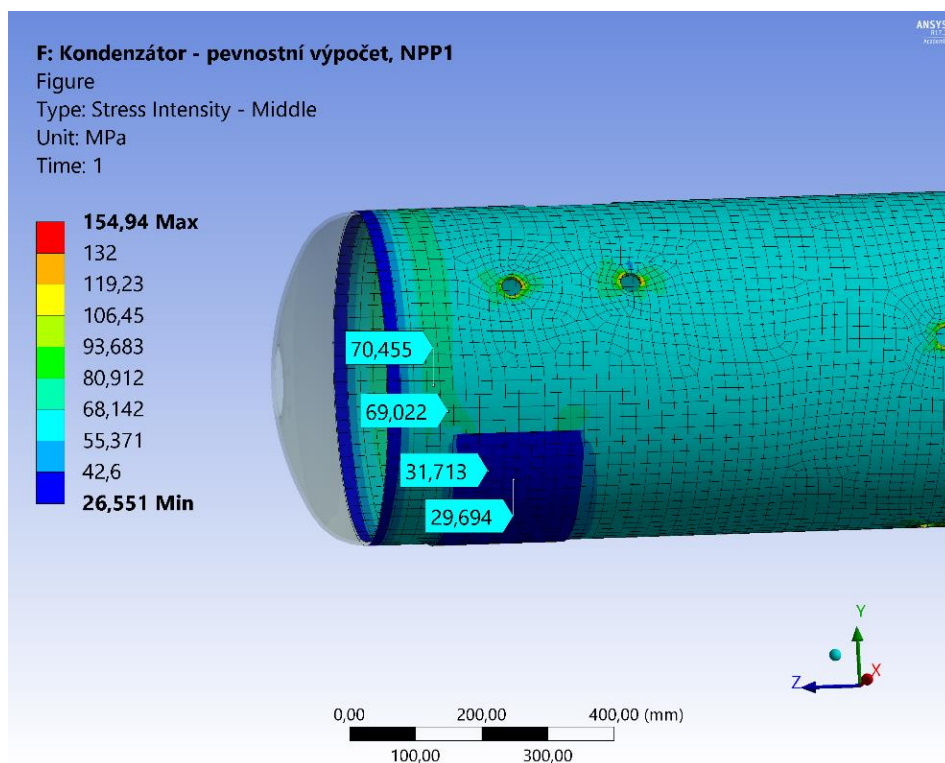 ANSYS
R17.
Academi
F: Kondenzátor - pevnostní výpočet, NPP1
Figure
Type: Stress Intensity - Middle
Unit: MPa
Time: 1
154,94 Max
132
119,23
106,45
93,683
80,912
68,142
55,371
42,6
26,551 Min
70,455
69,022
31,713
29,694
Y
Z X
0,00 200,00 400,00 (mm)
100,00 300,00